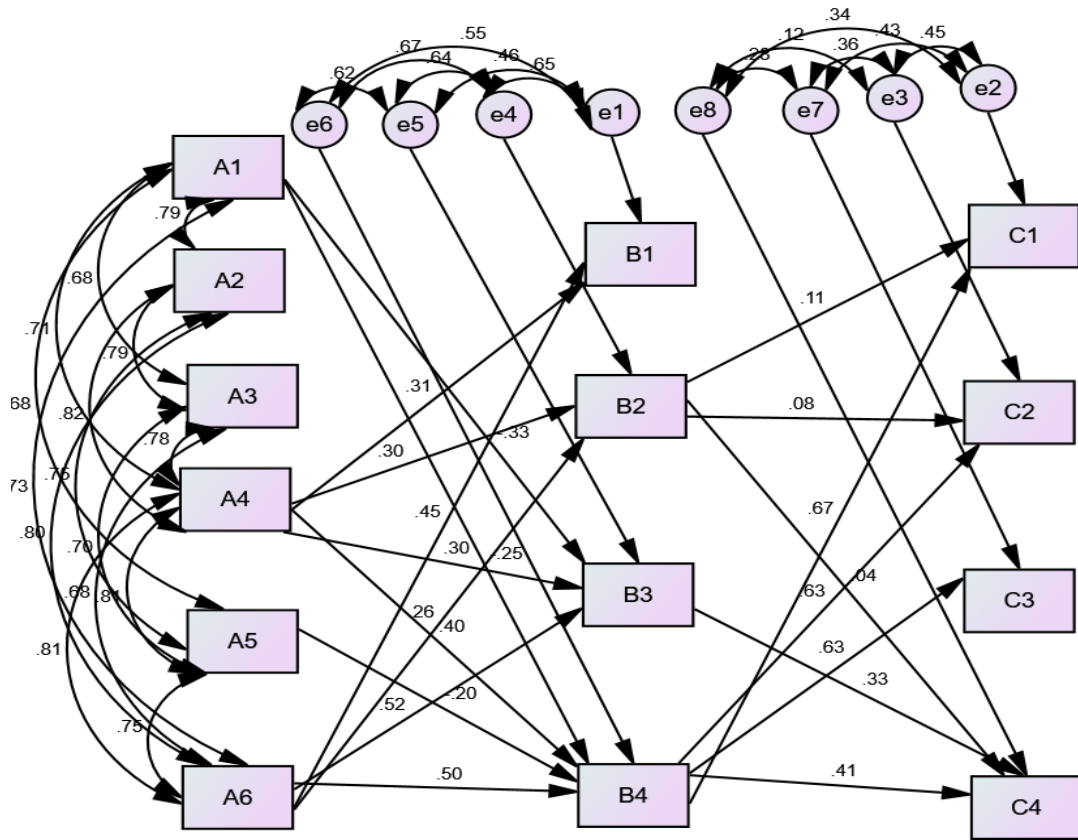 .55
.34
.67
.12
.43
.45
.62
.64
.46
.65
.28
.36
e6
e5
e4
e1
e8
e7
e3
e2
A1
.79
B1
C1
A2
.68
.11
.71
.79
A3
.31
B2
.08
C2
.68
.82
.78
.30
-.33
.75
.73
A4
.45
.67
.80
.70
.30
-.25
.04
.68
.81
B3
.63
C3
.26
.40
A5
.63
.81
.52
-.20
.33
.75
.50
.41
A6
B4
C4